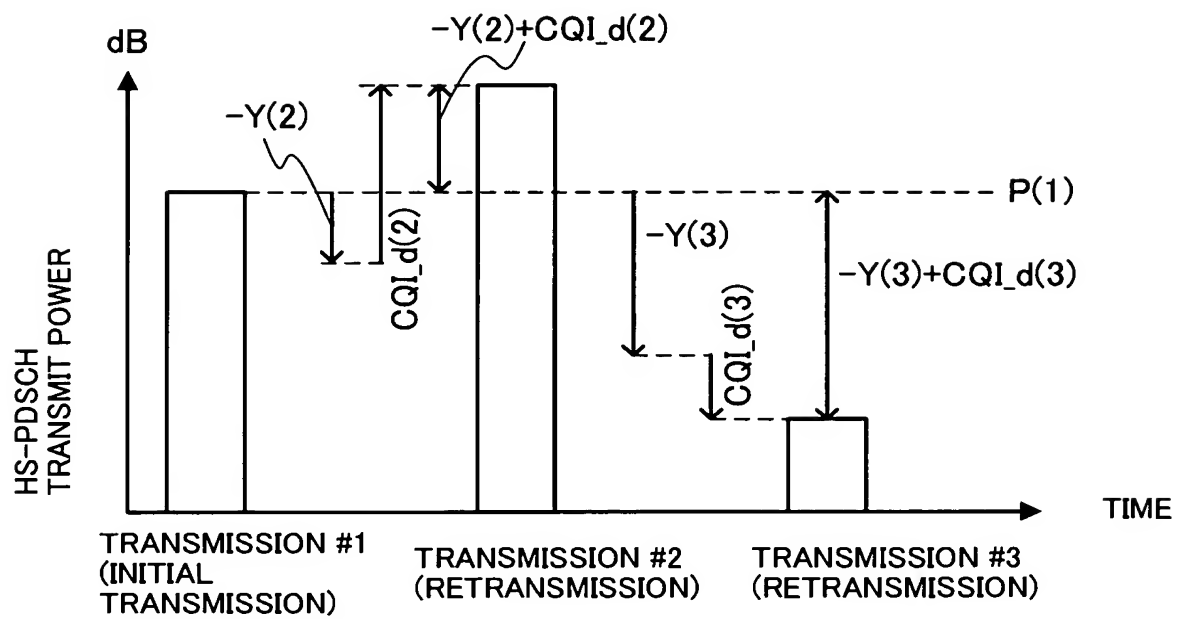 dB
-Y(2)+CQI_d(2)
-Y(2)
CQI_d(2)
P(1)
-Y(3)
-Y(3)+CQI_d(3)
CQI_d(3)
HS-PDSCH
TRANSMIT POWER
TIME
TRANSMISSION #1
(INITIAL
TRANSMISSION)
TRANSMISSION #2
(RETRANSMISSION)
TRANSMISSION #3
(RETRANSMISSION)